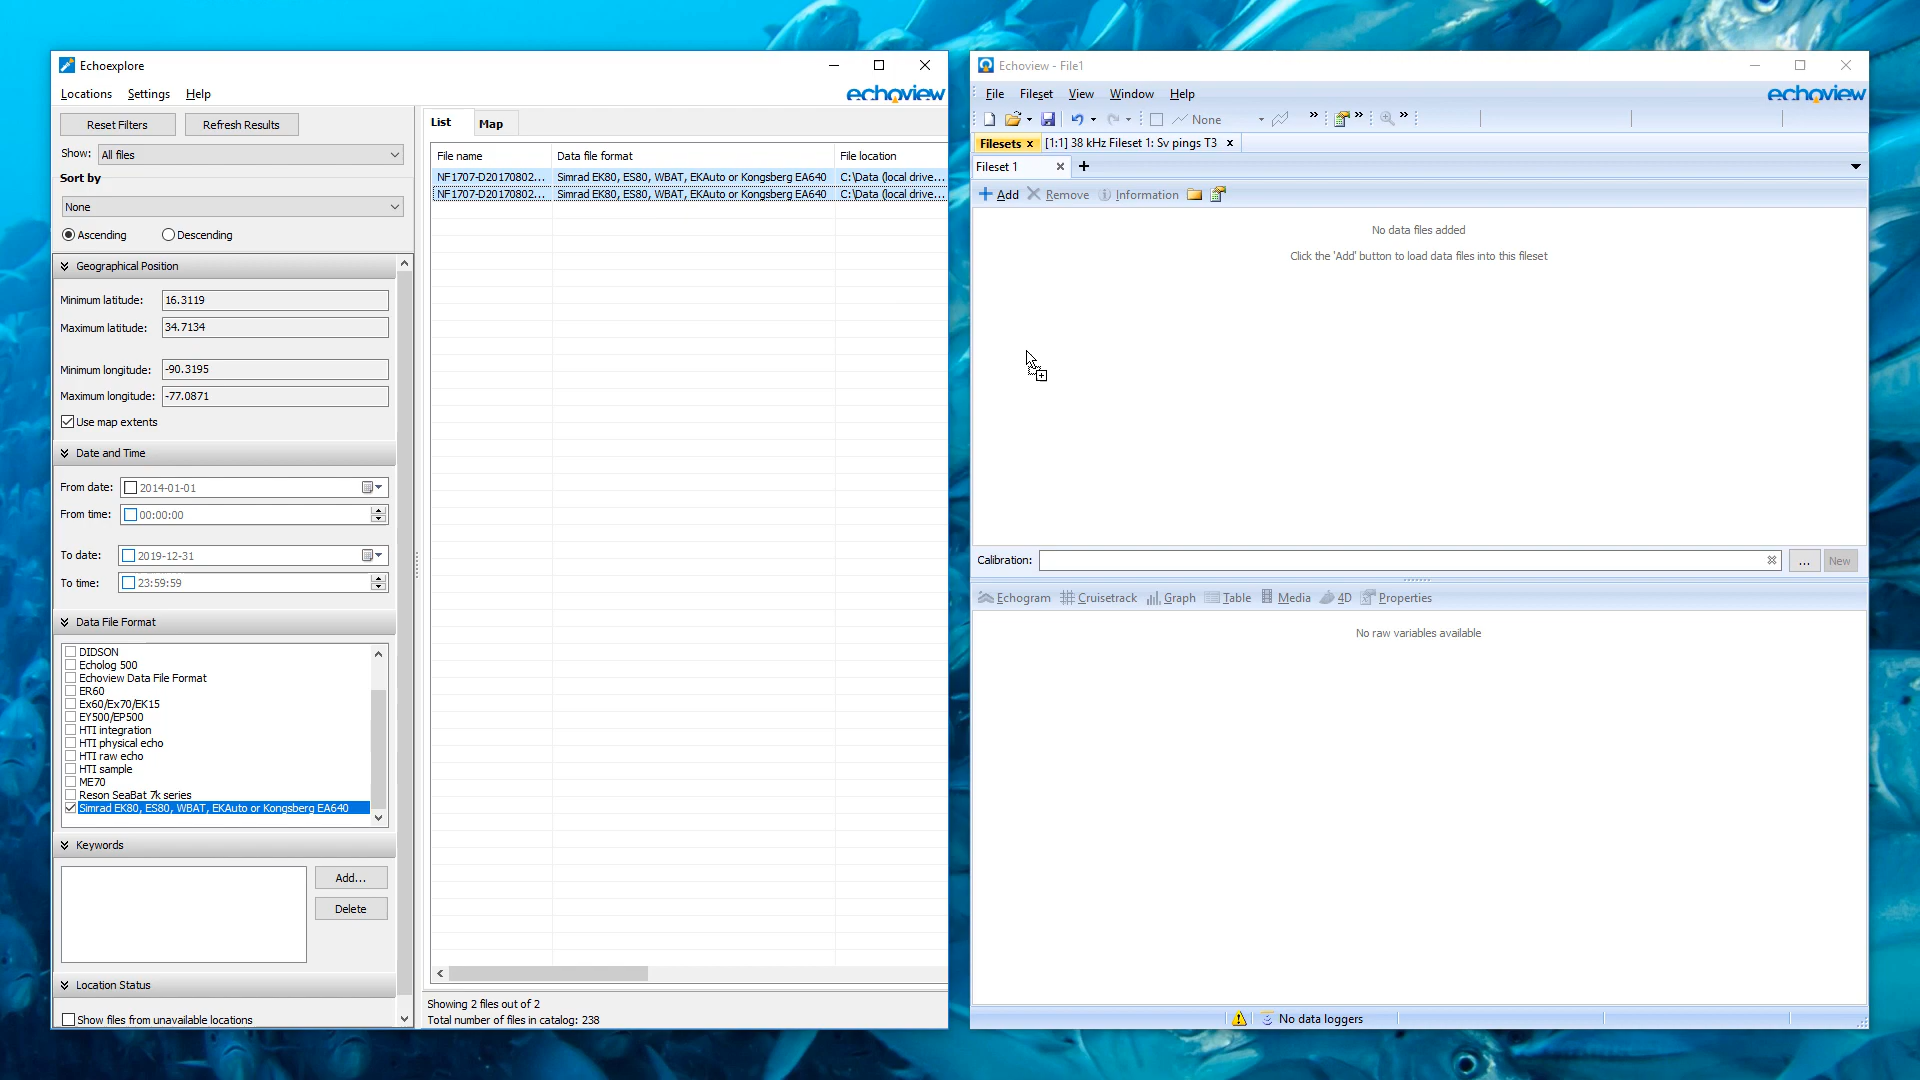 Echoexplore
Locations Settings Help
echoview
Reset Filters
Refresh Results
Show: All files
Sort by
None
Ascending
Descending
Geographical Position
Minimum latitude: 16.3119
Maximum latitude: 34.7134
Minimum longitude: -90.3195
Maximum longitude: -77.0871
Use map extents
Date and Time
From date: 2014-01-01
From time: 00:00:00
To date: 2019-12-31
To time: 23:59:59
Data File Format
DIDSON
Echolog 500
Echoview Data File Format
ER60
Ex60/Ex70/EK15
EY500/EP500
HTI integration
HTI physical echo
HTI raw echo
HTI sample
ME70
Reson SeaBat 7k series
Simrad EK80, ES80, WBAT, EKAuto or Kongsberg EA640
Keywords
Add...
Delete
Location Status
Show files from unavailable locations
List
Map
File name Data file format File location
NF1707-D20170802... Simrad EK80, ES80, WBAT, EKAuto or Kongsberg EA640 C:\Data (local drive...
NF1707-D20170802... Simrad EK80, ES80, WBAT, EKAuto or Kongsberg EA640 C:\Data (local drive...
Showing 2 files out of 2
Total number of files in catalog: 238
Echoview - File1
File Fileset View Window Help
echoview
None
Filesets
[1:1] 38 kHz Fileset 1: Sv pings T3
Fileset 1
Add Remove Information
No data files added
Click the 'Add' button to load data files into this fileset
Calibration:
...
New
Echogram Cruisetrack Graph Table Media 4D Properties
No raw variables available
No data loggers